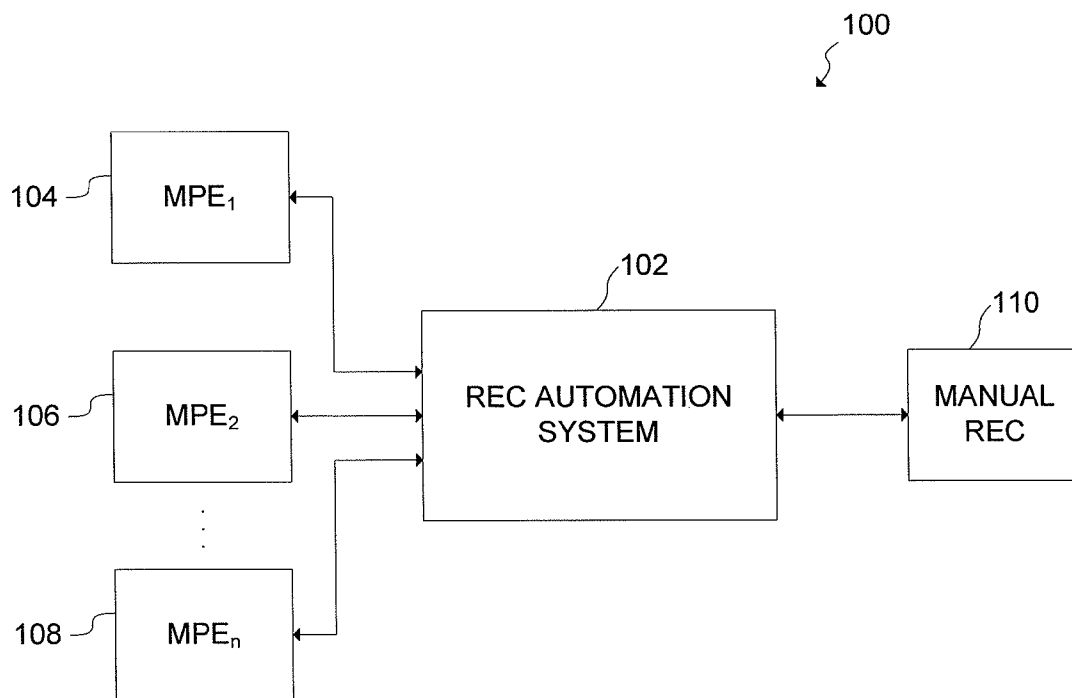 100
104
MPE₁
102
REC AUTOMATION
SYSTEM
110
MANUAL
REC
106
MPE₂
108
MPEₙ